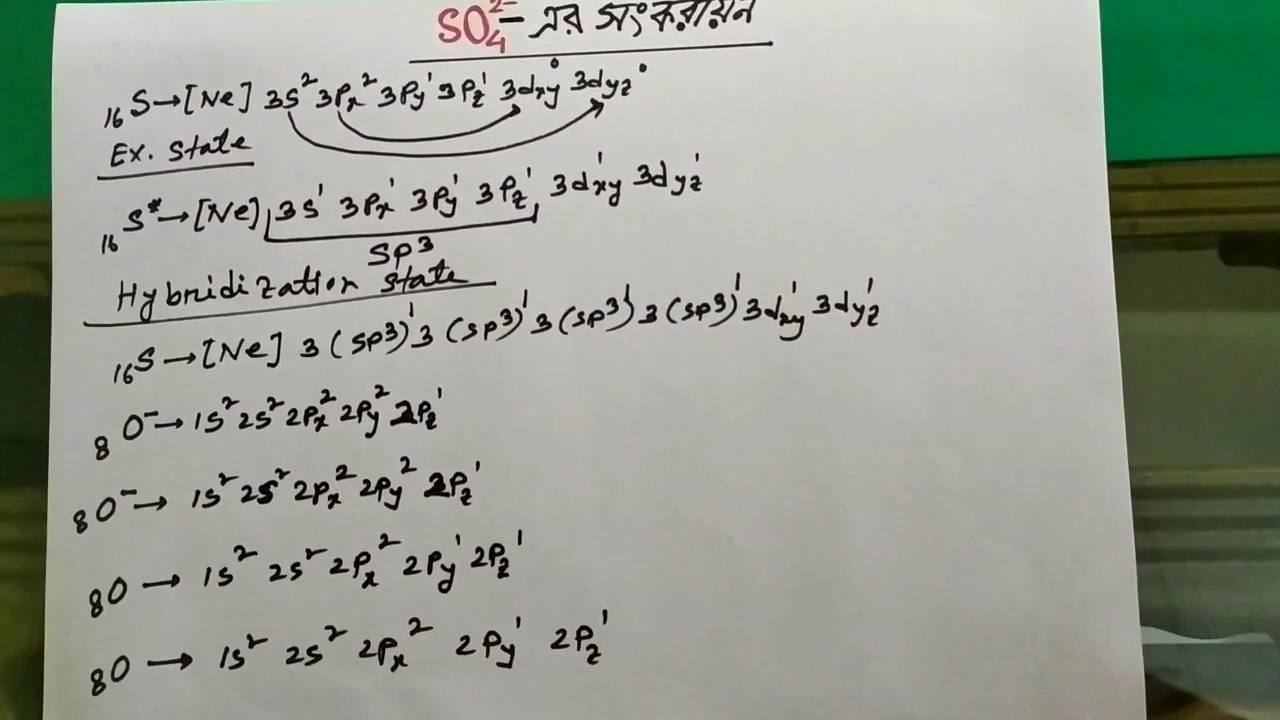 SO₄²⁻ এর সংকরায়ন
₁₆S→[Ne] 3s² 3Pₓ² 3Py¹ 3Pz¹ 3dxy⁰ 3dyz⁰
Ex. state
₁₆S*→[Ne] 3s¹ 3Pₓ¹ 3Py¹ 3Pz¹ 3dxy¹ 3dyz¹
SP³
Hybridization state
₁₆S→[Ne] 3(SP³)¹ 3(SP³)¹ 3(SP³)¹ 3(SP³)¹ 3dxy¹ 3dyz¹
₈O⁻→ 1s² 2s² 2Pₓ² 2Py² 2Pz¹
₈O⁻→ 1s² 2s² 2Pₓ² 2Py² 2Pz¹
₈O → 1s² 2s² 2Pₓ² 2Py¹ 2Pz¹
₈O → 1s² 2s² 2Pₓ² 2Py¹ 2Pz¹